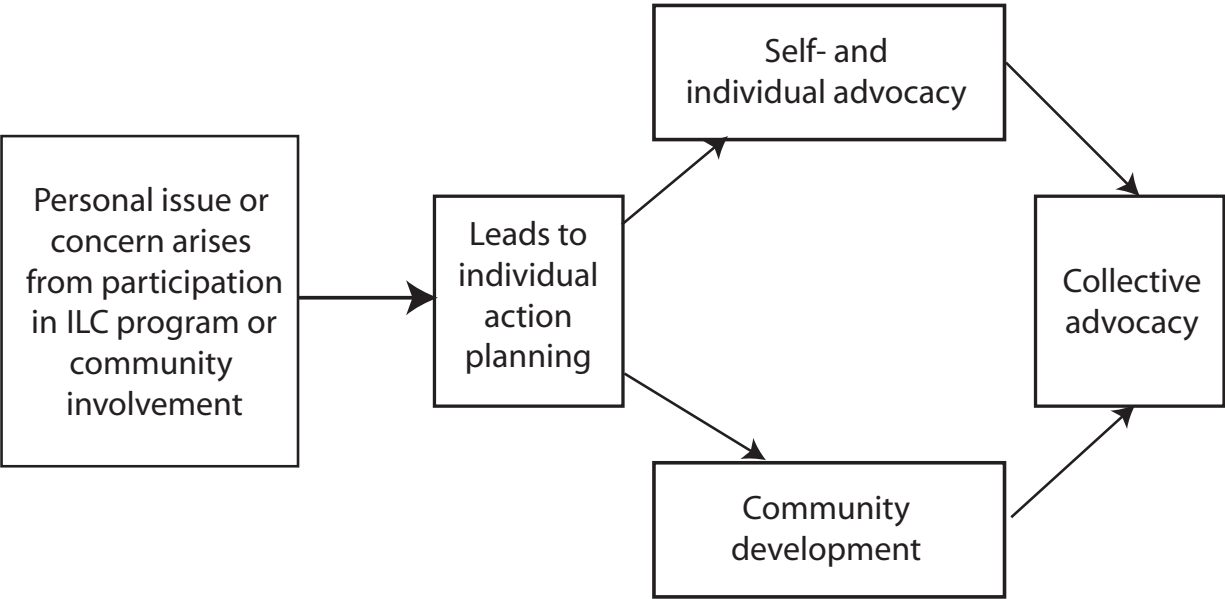 Personal issue or
concern arises
from participation
in ILC program or
community
involvement
Leads to
individual
action
planning
Self- and
individual advocacy
Community
development
Collective
advocacy